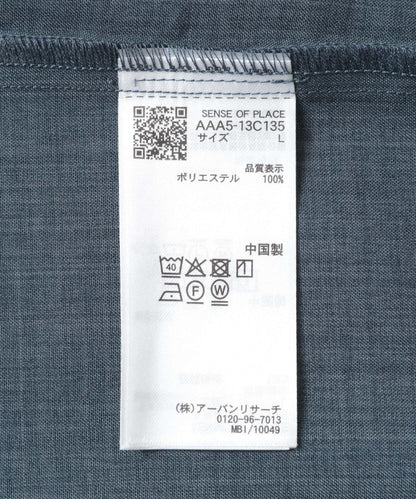 SENSE OF PLACE
AAA5-13C135
サイズ L
品質表示
ポリエステル 100%
中国製
40
F W
(株)アーバンリサーチ
0120-96-7013
MBI/10049